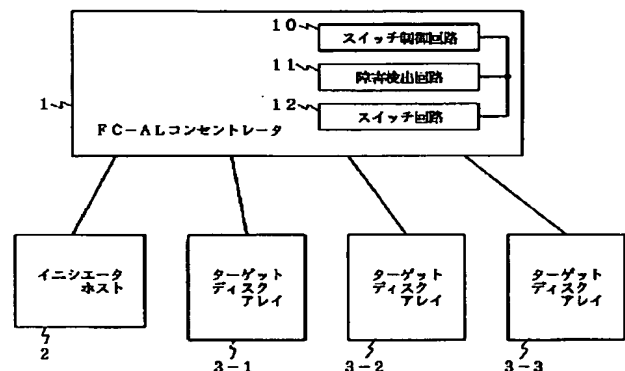 10
スイッチ制御回路
11
障害検出回路
12
スイッチ回路
1
FC-ALコンセントレータ
イニシエータ
ホスト
ターゲット
ディスク
アレイ
ターゲット
ディスク
アレイ
ターゲット
ディスク
アレイ
2
3-1
3-2
3-3